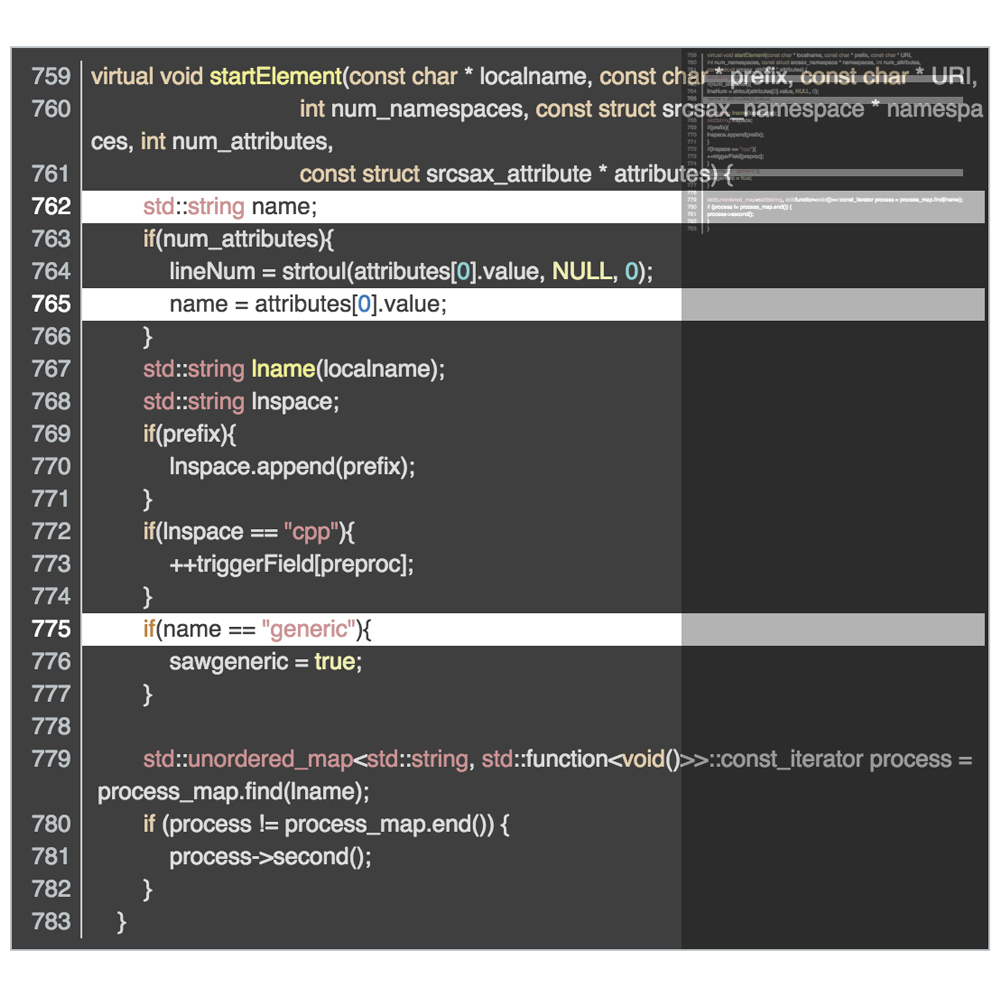 759 virtual void startElement(const char * localname, const char * prefix, const char * URI,
760 int num_namespaces, const struct srcsax_namespace * namespa
ces, int num_attributes,
761 const struct srcsax_attribute * attributes) {
762 std::string name;
763 if(num_attributes){
764 lineNum = strtoul(attributes[0].value, NULL, 0);
765 name = attributes[0].value;
766 }
767 std::string lname(localname);
768 std::string lnspace;
769 if(prefix){
770 lnspace.append(prefix);
771 }
772 if(lnspace == "cpp"){
773 ++triggerField[preproc];
774 }
775 if(name == "generic"){
776 sawgeneric = true;
777 }
778
779 std::unordered_map<std::string, std::function<void()>>::const_iterator process =
process_map.find(lname);
780 if (process != process_map.end()) {
781 process->second();
782 }
783 }